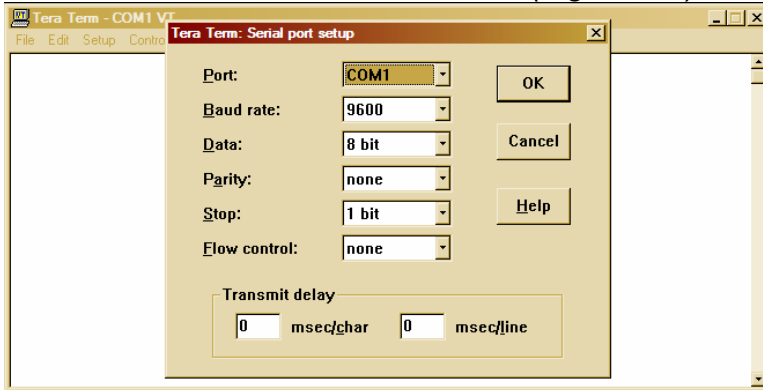 Tera Term - COM1 VT
File Edit Setup Contro
Tera Term: Serial port setup
Port: COM1
Baud rate: 9600
Data: 8 bit
Parity: none
Stop: 1 bit
Flow control: none
OK
Cancel
Help
Transmit delay
0 msec/char 0 msec/line